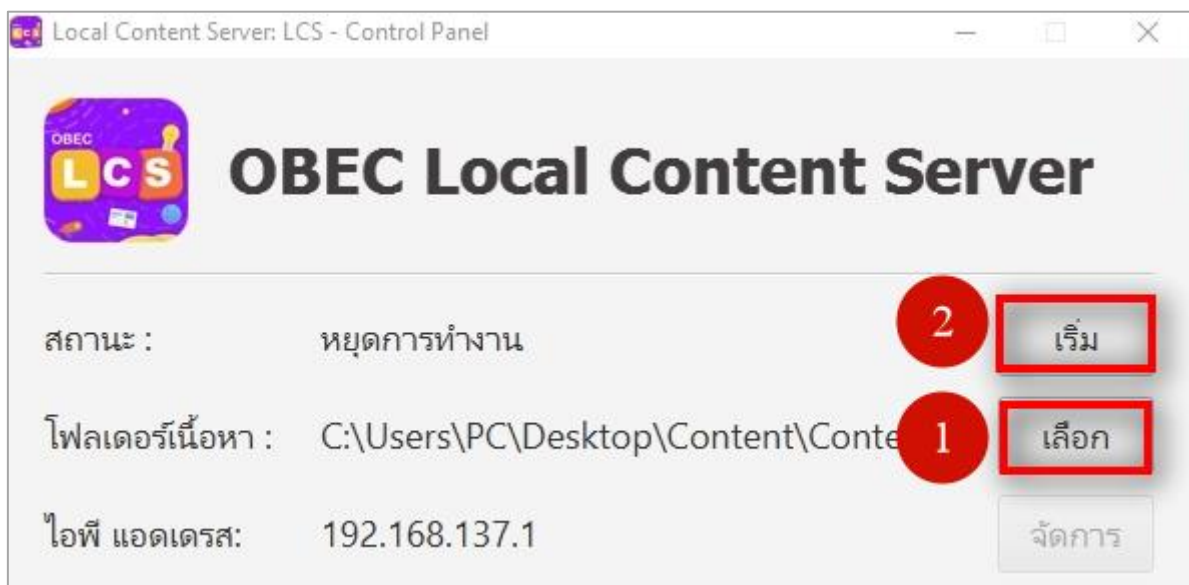 Local Content Server: LCS - Control Panel
OBEC
LCS
OBEC Local Content Server
สถานะ : หยุดการทำงาน 2 เริ่ม
โฟลเดอร์เนื้อหา : C:\Users\PC\Desktop\Content\Conte 1 เลือก
ไอพี แอดเดรส: 192.168.137.1 จัดการ